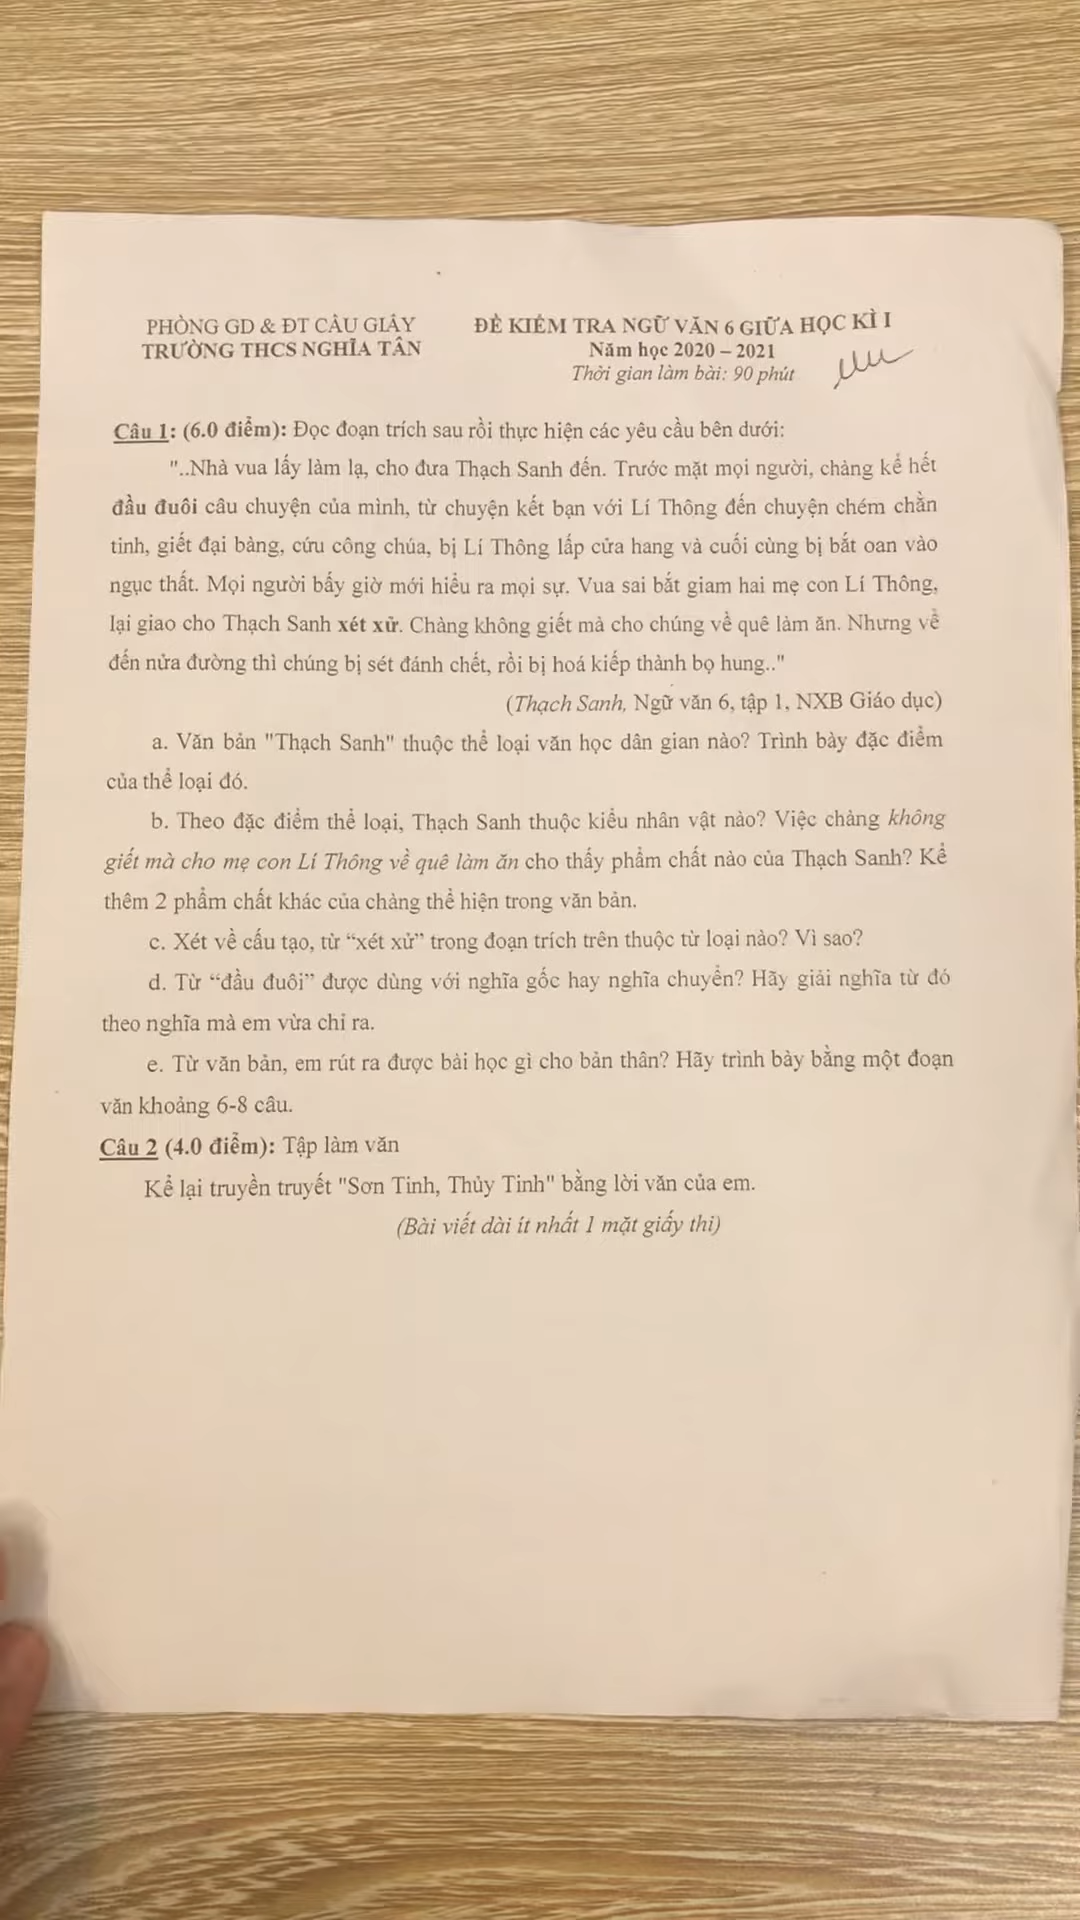 PHÒNG GD & ĐT CẦU GIẤY
TRƯỜNG THCS NGHĨA TÂN
ĐỀ KIỂM TRA NGỮ VĂN 6 GIỮA HỌC KÌ I
Năm học 2020 – 2021
Thời gian làm bài: 90 phút
Câu 1: (6.0 điểm): Đọc đoạn trích sau rồi thực hiện các yêu cầu bên dưới:
"..Nhà vua lấy làm lạ, cho đưa Thạch Sanh đến. Trước mặt mọi người, chàng kể hết
đầu đuôi câu chuyện của mình, từ chuyện kết bạn với Lí Thông đến chuyện chém chằn
tinh, giết đại bàng, cứu công chúa, bị Lí Thông lấp cửa hang và cuối cùng bị bắt oan vào
ngục thất. Mọi người bấy giờ mới hiểu ra mọi sự. Vua sai bắt giam hai mẹ con Lí Thông,
lại giao cho Thạch Sanh xét xử. Chàng không giết mà cho chúng về quê làm ăn. Nhưng về
đến nửa đường thì chúng bị sét đánh chết, rồi bị hoá kiếp thành bọ hung.."
(Thạch Sanh, Ngữ văn 6, tập 1, NXB Giáo dục)
a. Văn bản "Thạch Sanh" thuộc thể loại văn học dân gian nào? Trình bày đặc điểm
của thể loại đó.
b. Theo đặc điểm thể loại, Thạch Sanh thuộc kiểu nhân vật nào? Việc chàng không
giết mà cho mẹ con Lí Thông về quê làm ăn cho thấy phẩm chất nào của Thạch Sanh? Kể
thêm 2 phẩm chất khác của chàng thể hiện trong văn bản.
c. Xét về cấu tạo, từ “xét xử” trong đoạn trích trên thuộc từ loại nào? Vì sao?
d. Từ “đầu đuôi” được dùng với nghĩa gốc hay nghĩa chuyển? Hãy giải nghĩa từ đó
theo nghĩa mà em vừa chỉ ra.
e. Từ văn bản, em rút ra được bài học gì cho bản thân? Hãy trình bày bằng một đoạn
văn khoảng 6-8 câu.
Câu 2 (4.0 điểm): Tập làm văn
Kể lại truyền truyết "Sơn Tinh, Thủy Tinh" bằng lời văn của em.
(Bài viết dài ít nhất 1 mặt giấy thi)